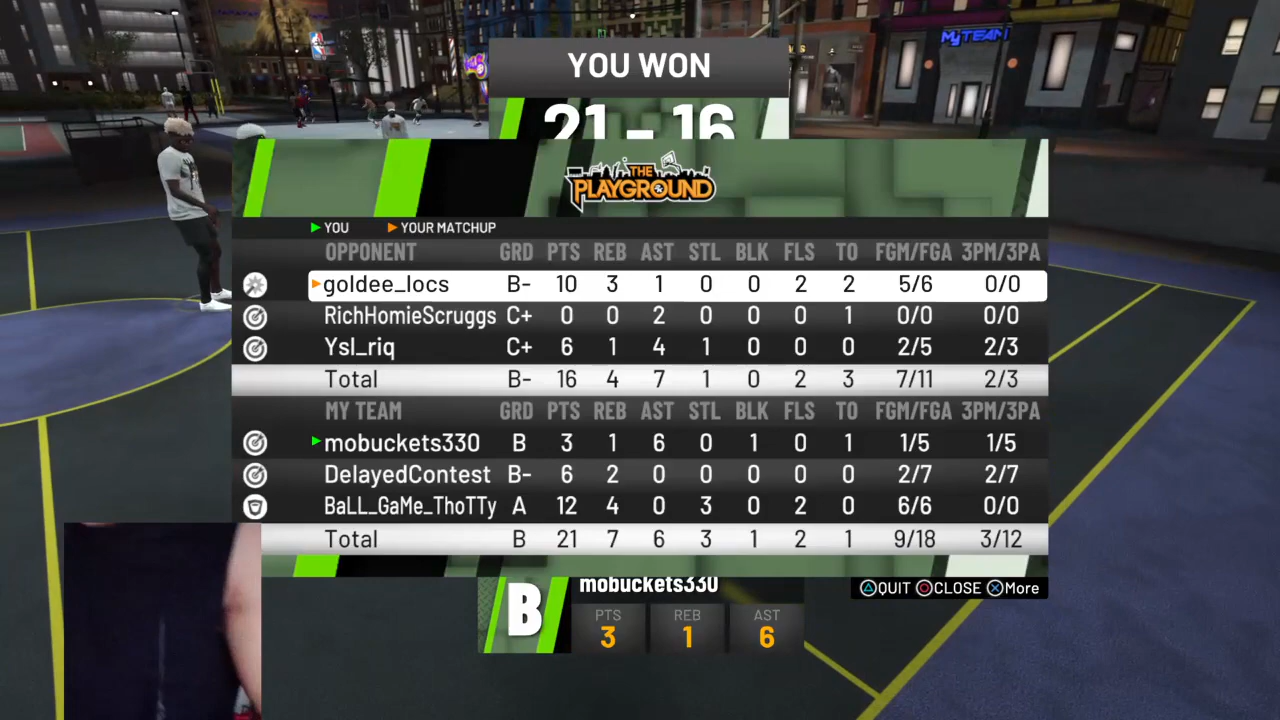 MYTEAM
YOU WON
21 - 16
THE
PLAYGROUND
YOU YOUR MATCHUP
OPPONENT GRD PTS REB AST STL BLK FLS TO FGM/FGA 3PM/3PA
goldee_locs B- 10 3 1 0 0 2 2 5/6 0/0
RichHomieScruggs C+ 0 0 2 0 0 0 1 0/0 0/0
Ysl_riq C+ 6 1 4 1 0 0 0 2/5 2/3
Total B- 16 4 7 1 0 2 3 7/11 2/3
MY TEAM GRD PTS REB AST STL BLK FLS TO FGM/FGA 3PM/3PA
mobuckets330 B 3 1 6 0 1 0 1 1/5 1/5
DelayedContest B- 6 2 0 0 0 0 0 2/7 2/7
BaLL_GaMe_ThoTTy A 12 4 0 3 0 2 0 6/6 0/0
Total B 21 7 6 3 1 2 1 9/18 3/12
QUIT CLOSE More
B mobuckets330
PTS REB AST
3 1 6